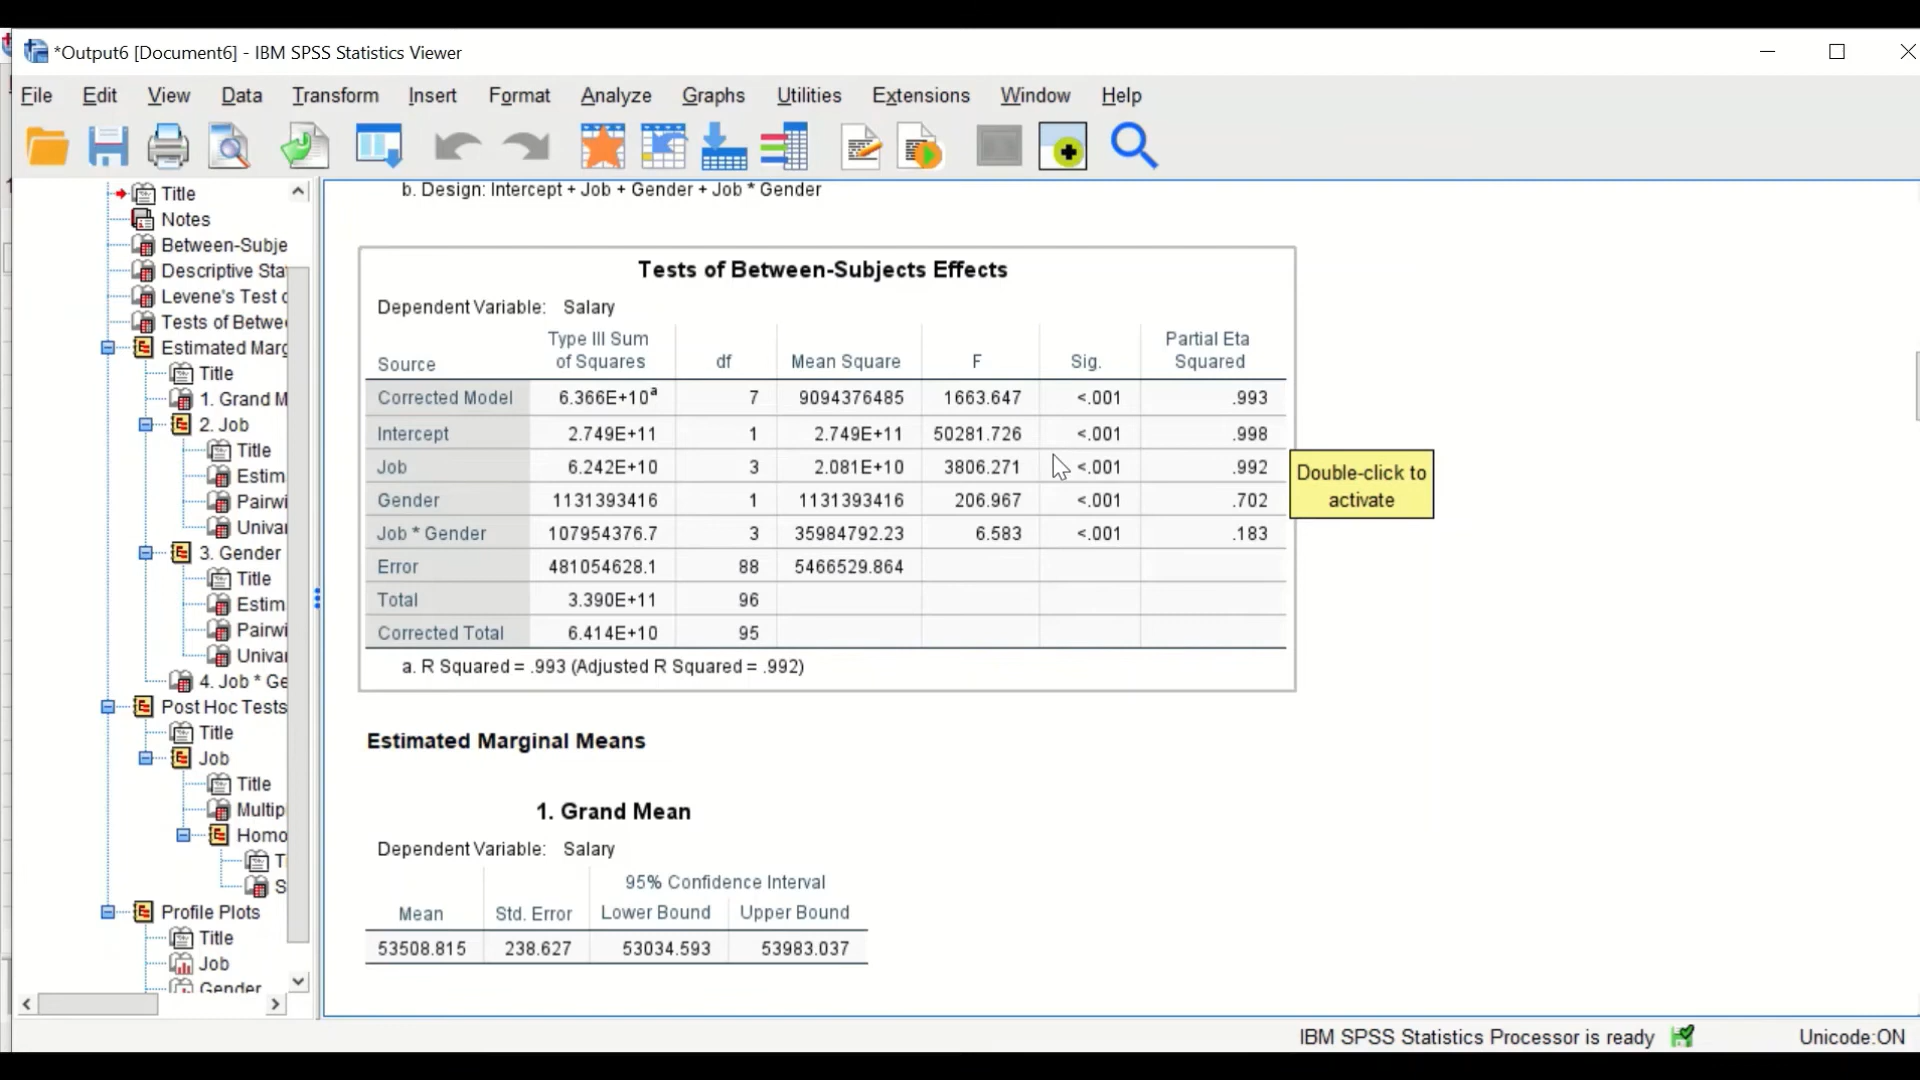 *Output6 [Document6] - IBM SPSS Statistics Viewer
File Edit View Data Transform Insert Format Analyze Graphs Utilities Extensions Window Help
Title
Notes
Between-Subje
Descriptive Sta
Levene's Test o
Tests of Betwe
Estimated Marg
Title
1. Grand M
2. Job
Title
Estim
Pairwi
Univa
3. Gender
Title
Estim
Pairwi
Univa
4. Job * Ge
Post Hoc Tests
Title
Job
Title
Multip
Homo
T
S
Profile Plots
Title
Job
Gender
b. Design: Intercept + Job + Gender + Job * Gender
Tests of Between-Subjects Effects
Dependent Variable: Salary
Source Type III Sum of Squares df Mean Square F Sig. Partial Eta Squared
Corrected Model 6.366E+10ᵃ 7 9094376485 1663.647 <.001 .993
Intercept 2.749E+11 1 2.749E+11 50281.726 <.001 .998
Job 6.242E+10 3 2.081E+10 3806.271 <.001 .992
Gender 1131393416 1 1131393416 206.967 <.001 .702
Job * Gender 107954376.7 3 35984792.23 6.583 <.001 .183
Error 481054628.1 88 5466529.864
Total 3.390E+11 96
Corrected Total 6.414E+10 95
a. R Squared = .993 (Adjusted R Squared = .992)
Double-click to
activate
Estimated Marginal Means
1. Grand Mean
Dependent Variable: Salary
95% Confidence Interval
Mean Std. Error Lower Bound Upper Bound
53508.815 238.627 53034.593 53983.037
IBM SPSS Statistics Processor is ready Unicode:ON